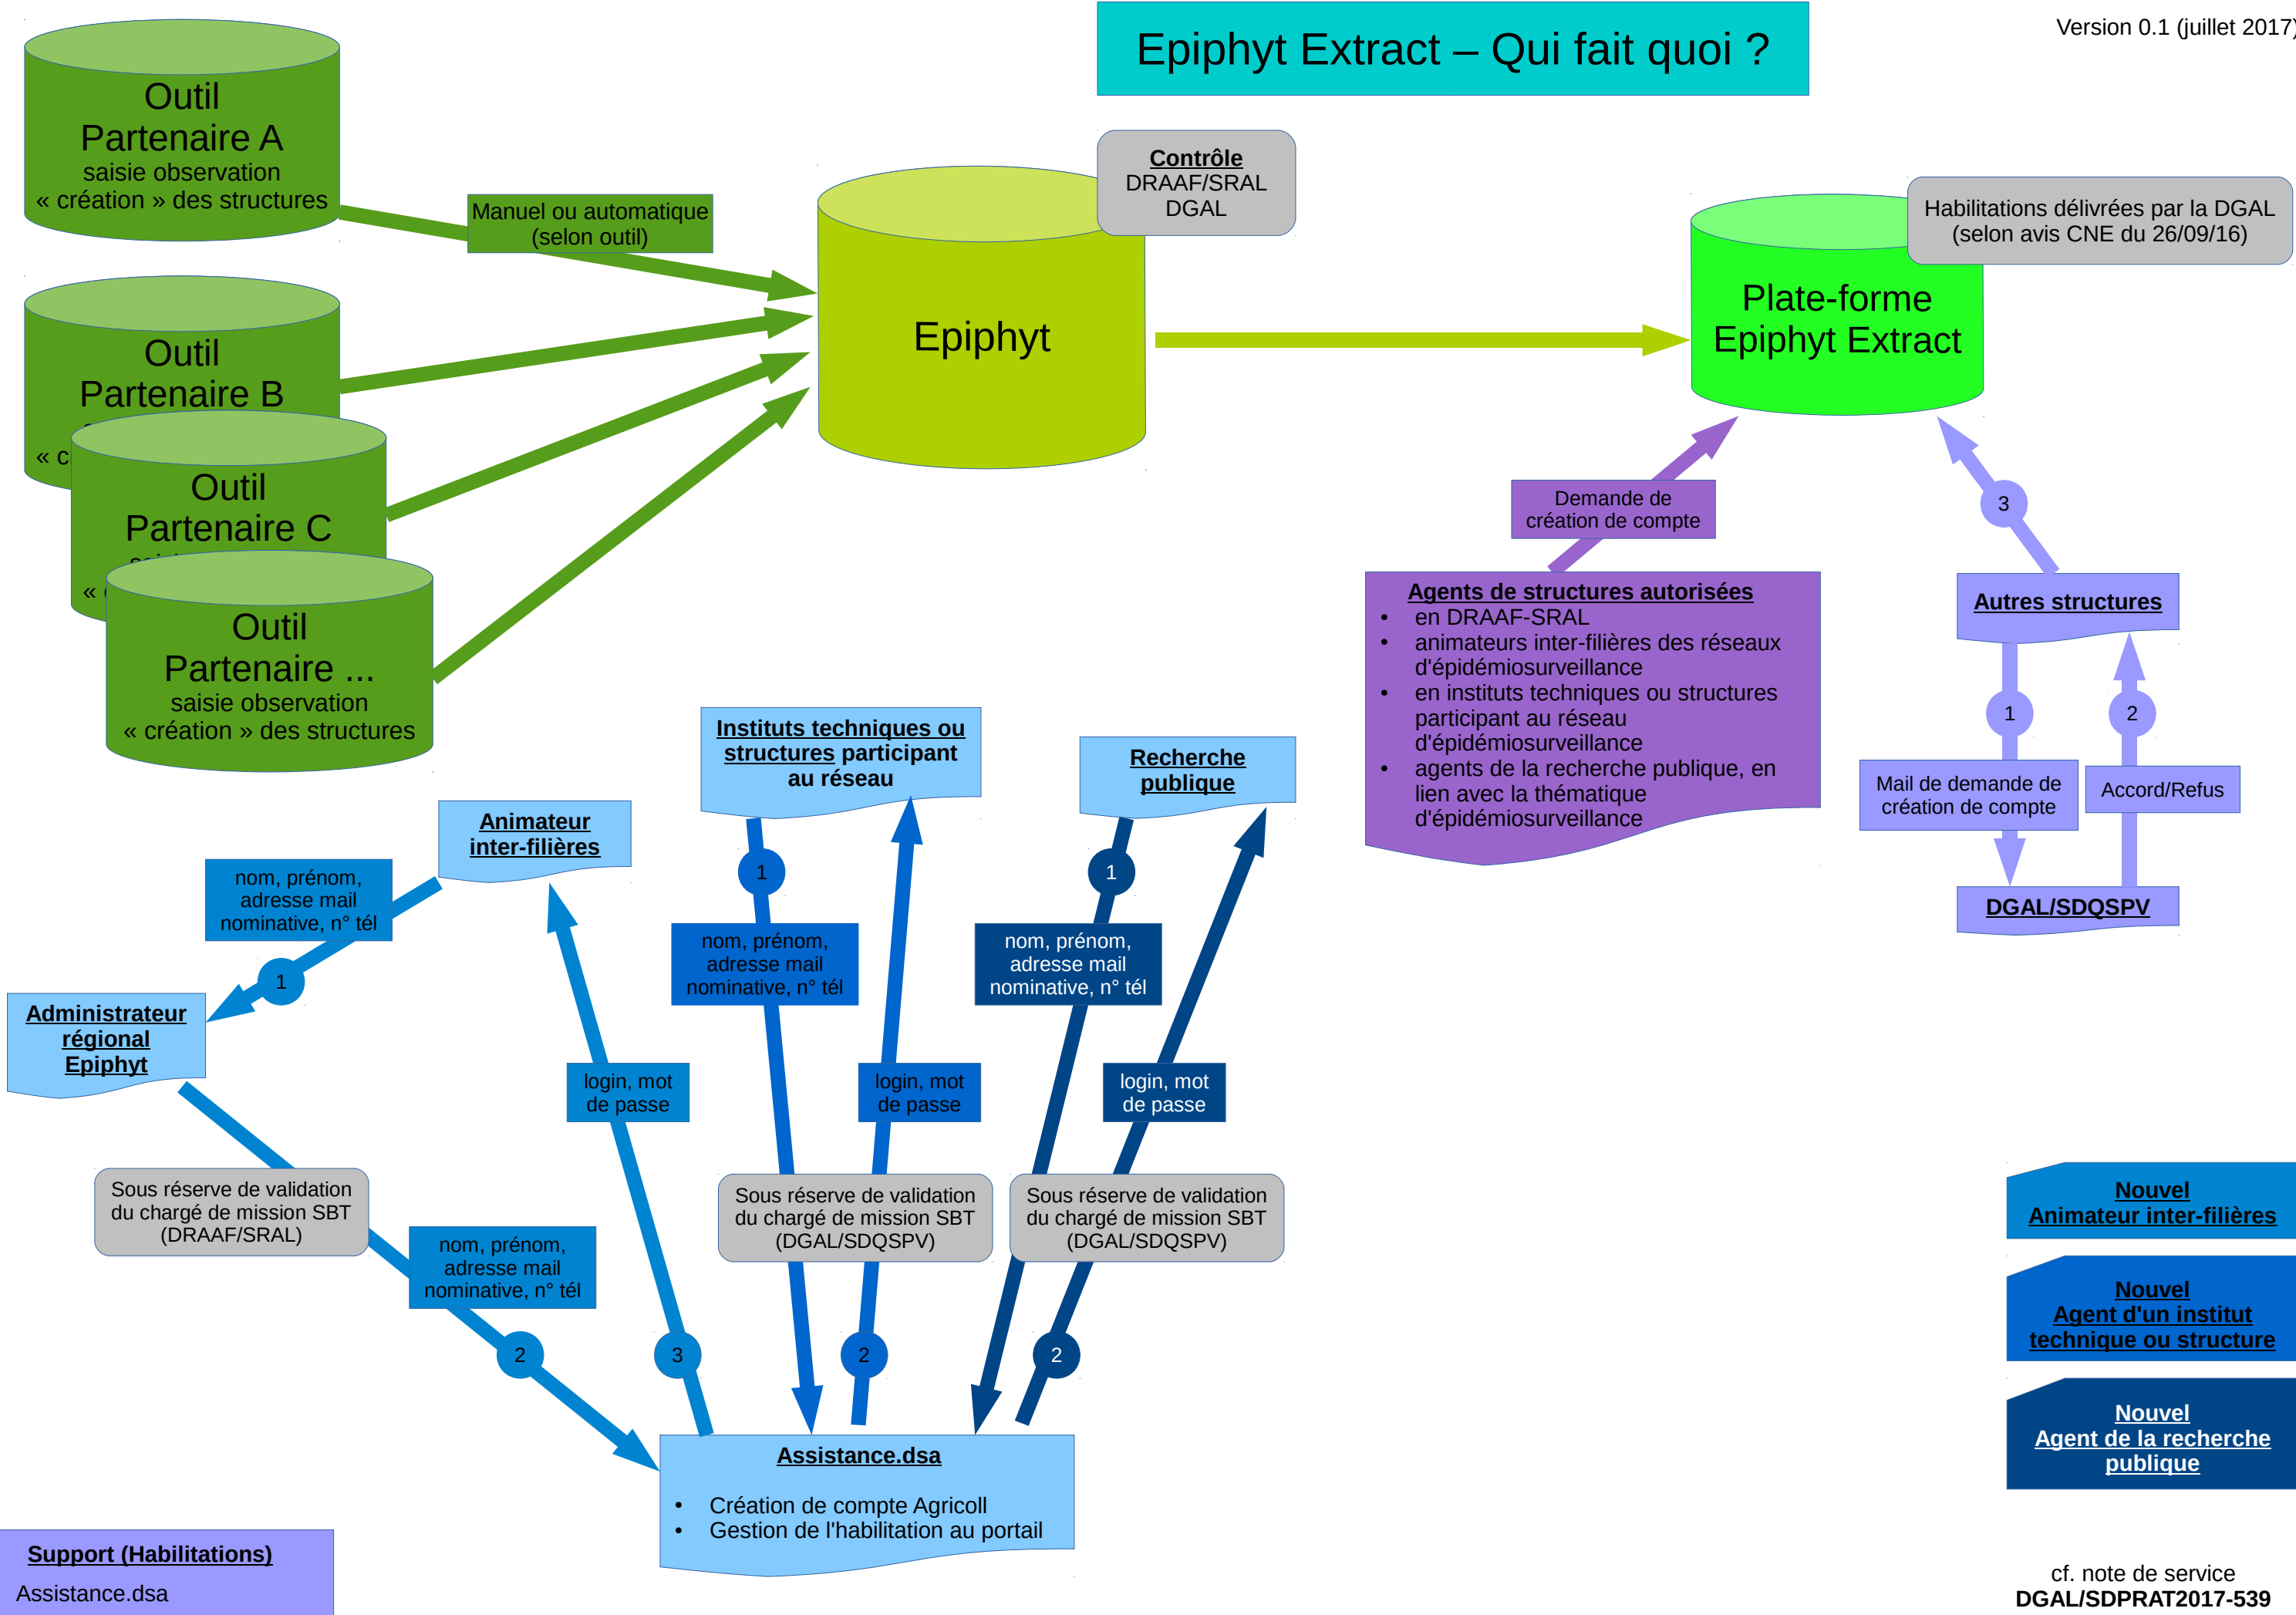 Epiphyt Extract – Qui fait quoi ?
Version 0.1 (juillet 2017)
Outil
Partenaire A
saisie observation
« création » des structures
Manuel ou automatique
(selon outil)
Contrôle
DRAAF/SRAL
DGAL
Habilitations délivrées par la DGAL
(selon avis CNE du 26/09/16)
Epiphyt
Plate-forme
Epiphyt Extract
Outil
Partenaire B
Outil
Partenaire C
Outil
Partenaire ...
saisie observation
« création » des structures
Demande de
création de compte
3
Agents de structures autorisées
• en DRAAF-SRAL
• animateurs inter-filières des réseaux
d'épidémiosurveillance
• en instituts techniques ou structures
participant au réseau
d'épidémiosurveillance
• agents de la recherche publique, en
lien avec la thématique
d'épidémiosurveillance
Autres structures
1
2
Mail de demande de
création de compte
Accord/Refus
DGAL/SDQSPV
Instituts techniques ou
structures participant
au réseau
Recherche
publique
Animateur
inter-filières
nom, prénom,
adresse mail
nominative, n° tél
1
Administrateur
régional
Epiphyt
1
nom, prénom,
adresse mail
nominative, n° tél
1
nom, prénom,
adresse mail
nominative, n° tél
login, mot
de passe
login, mot
de passe
login, mot
de passe
Sous réserve de validation
du chargé de mission SBT
(DRAAF/SRAL)
Sous réserve de validation
du chargé de mission SBT
(DGAL/SDQSPV)
Sous réserve de validation
du chargé de mission SBT
(DGAL/SDQSPV)
nom, prénom,
adresse mail
nominative, n° tél
2
3
2
2
Assistance.dsa
• Création de compte Agricoll
• Gestion de l'habilitation au portail
Nouvel
Animateur inter-filières
Nouvel
Agent d'un institut
technique ou structure
Nouvel
Agent de la recherche
publique
Support (Habilitations)
Assistance.dsa
cf. note de service
DGAL/SDPRAT2017-539